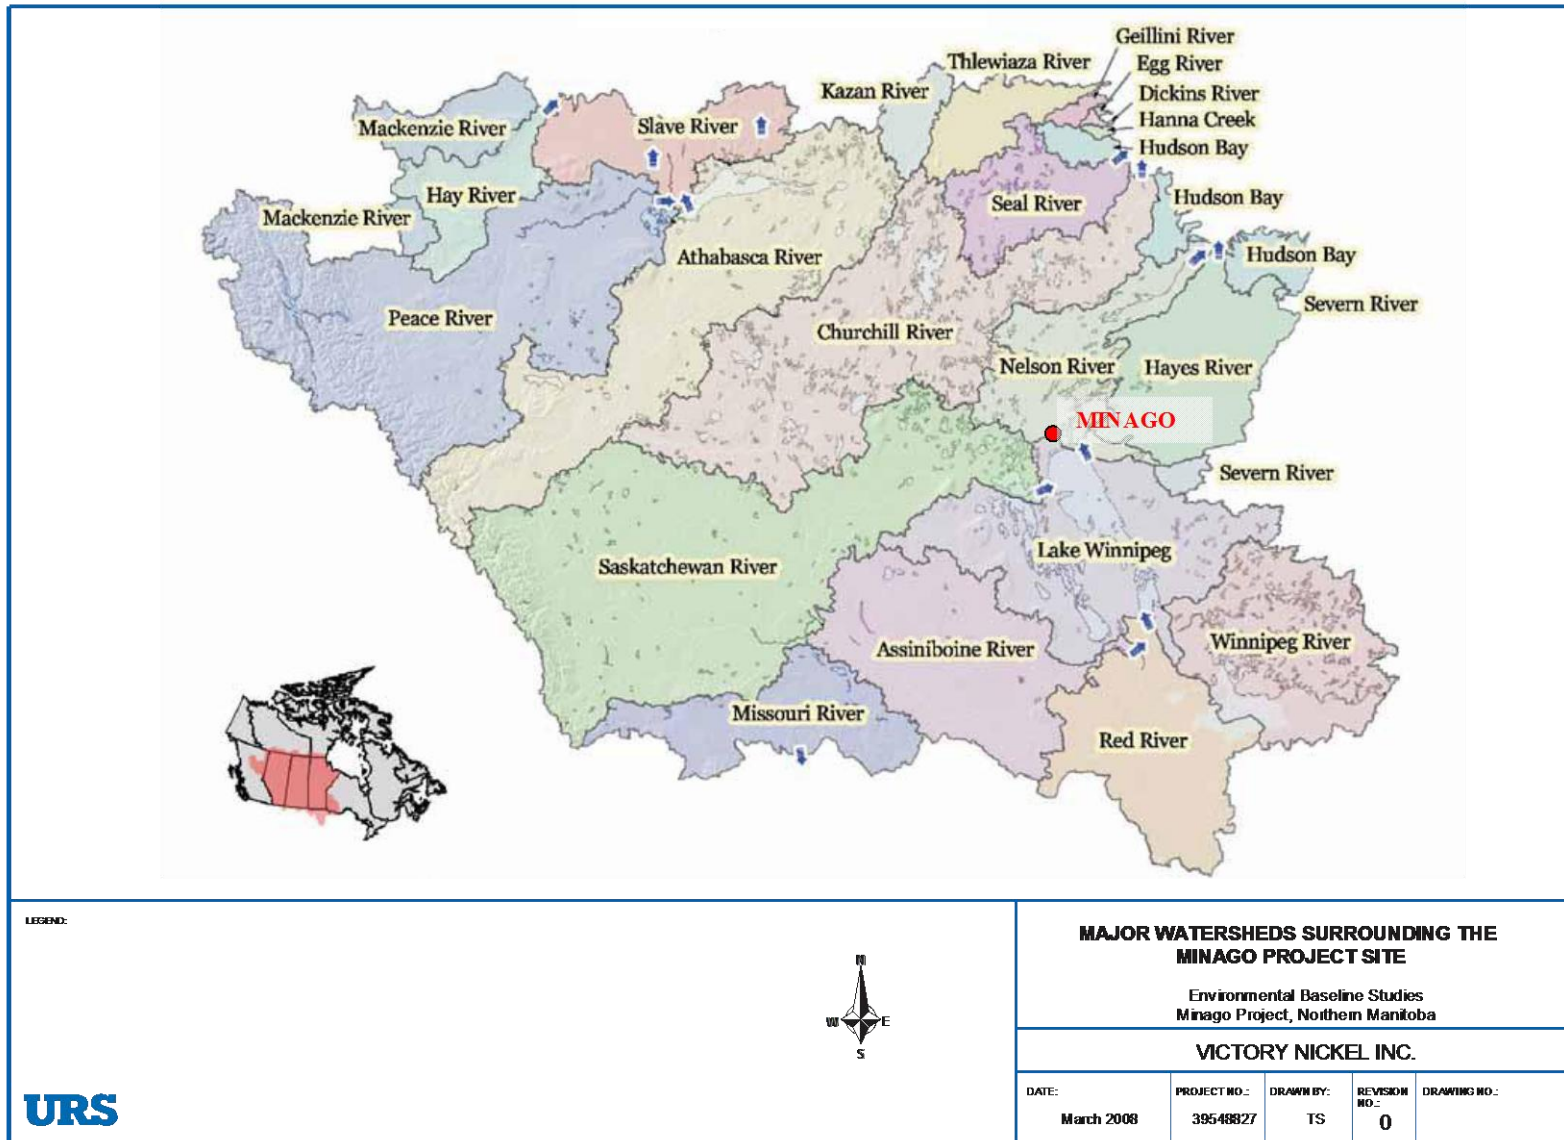 Geillini River
Thlewiaza River
Egg River
Kazan River
Dickins River
Hanna Creek
Mackenzie River
Slave River
Hudson Bay
Hay River
Seal River
Hudson Bay
Mackenzie River
Athabasca River
Hudson Bay
Severn River
Peace River
Churchill River
Nelson River
Hayes River
MINAGO
Severn River
Lake Winnipeg
Saskatchewan River
Assiniboine River
Winnipeg River
Missouri River
Red River
LEGEND:
N
W E
S
URS
MAJOR WATERSHEDS SURROUNDING THE
MINAGO PROJECT SITE
Environmental Baseline Studies
Minago Project, Northern Manitoba
VICTORY NICKEL INC.
DATE: PROJECT NO.: DRAWN BY: REVISION NO.: DRAWING NO.:
March 2008 39548827 TS 0